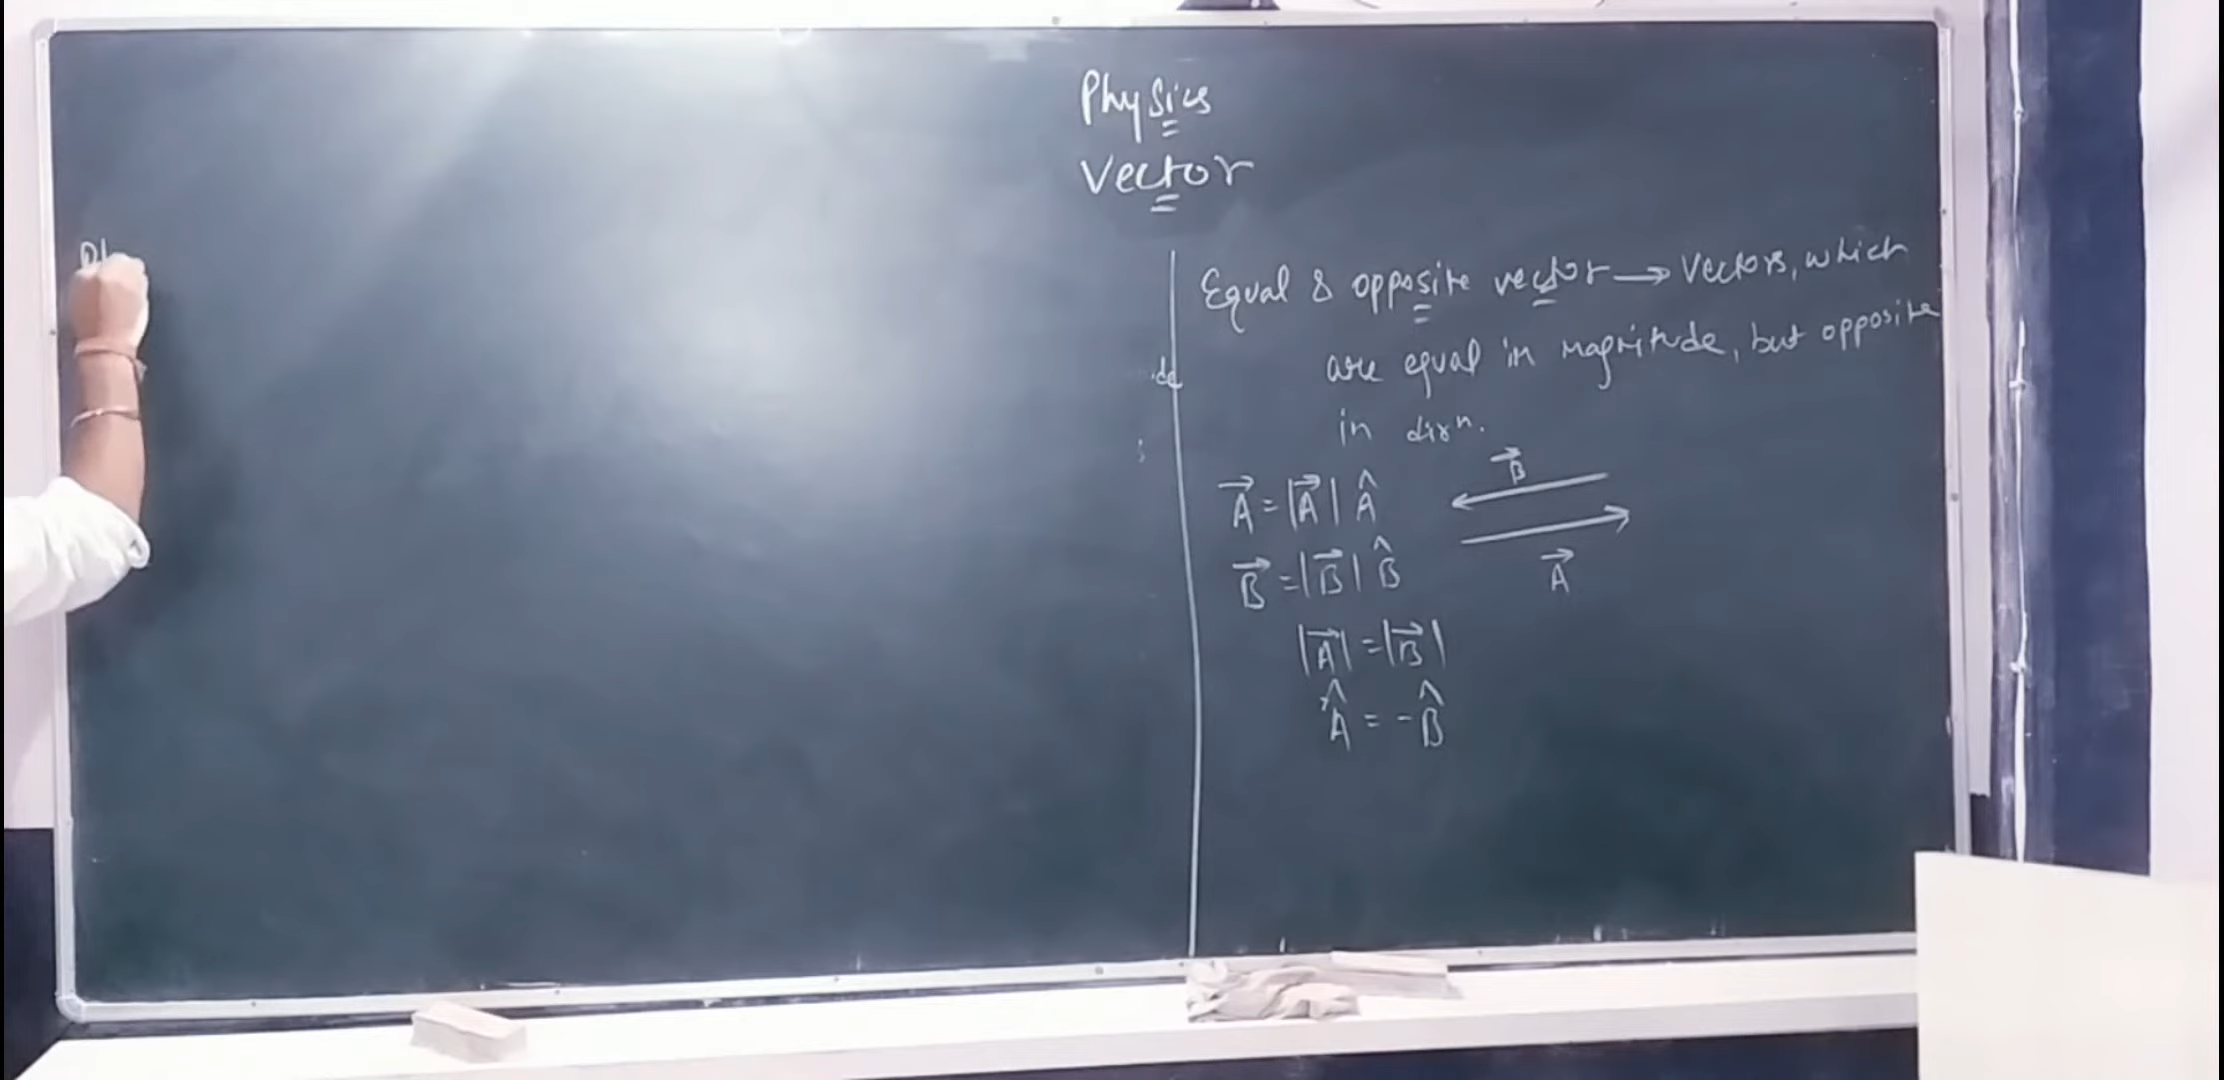 Physics
Vector
Equal & opposite vector → Vectors, which
are equal in magnitude, but opposite
in dirⁿ.
B⃗
A⃗ = |A⃗| Â
A⃗
B⃗ = |B⃗| B̂
|A⃗| = |B⃗|
Â = -B̂